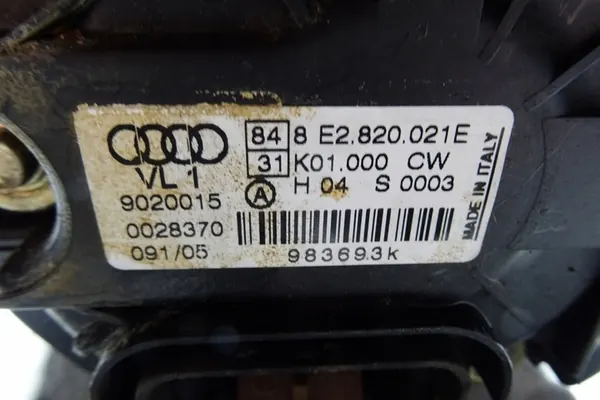 84 8 E2.820.021E
31 K01.000 CW
VL 1
A H 04 S 0003
9020015
0028370
091/05
983693k
MADE IN ITALY